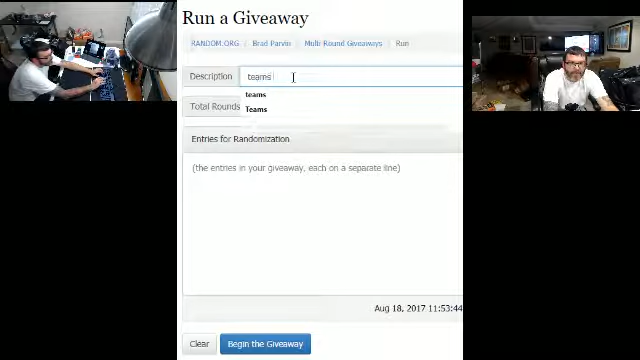 Run a Giveaway
RANDOM.ORG Brad Parvin Multi-Round Giveaways Run
Description teams
teams
Total Rounds Teams
Entries for Randomization
(the entries in your giveaway, each on a separate line)
Aug 18, 2017 11:53:44
Clear Begin the Giveaway